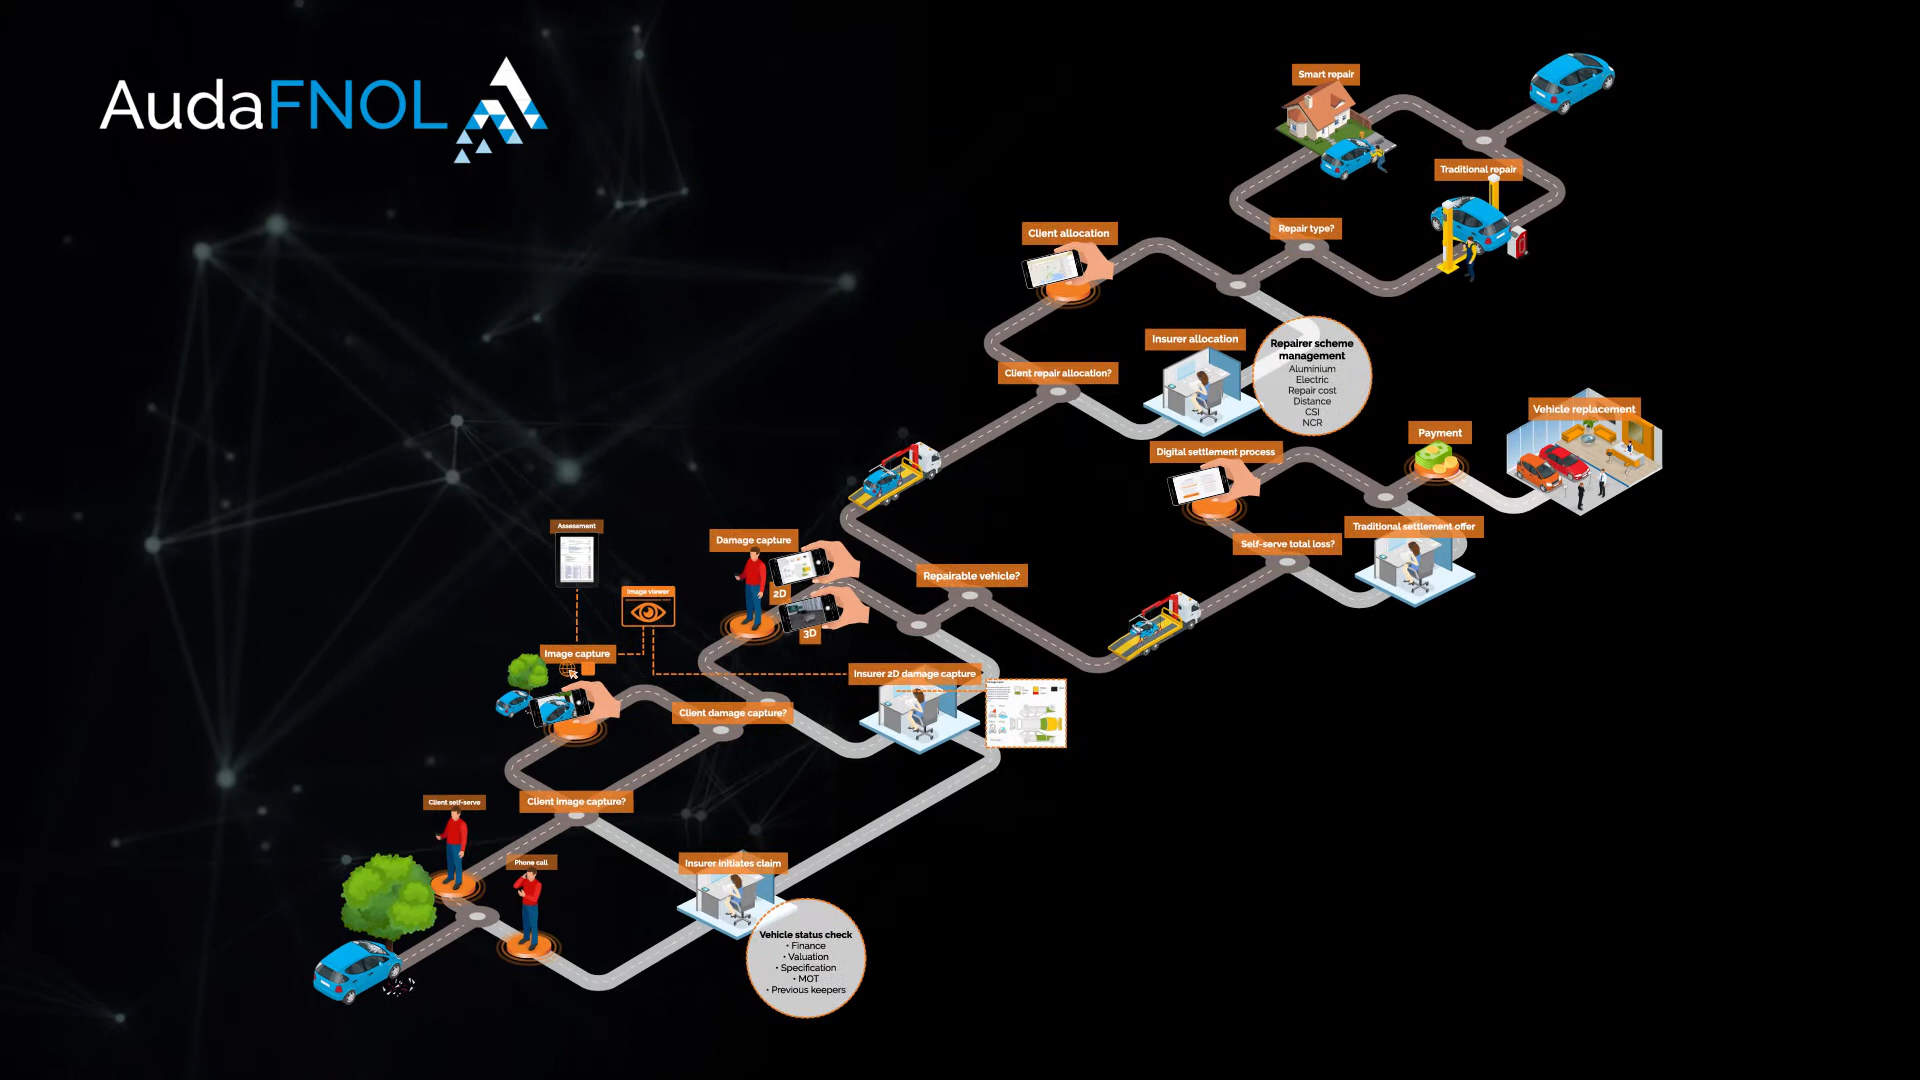 AudaFNOL
Smart repair
Traditional repair
Repair type?
Client allocation
Insurer allocation
Repairer scheme
management
Aluminium
Electric
Repair cost
Distance
CSI
NCR
Client repair allocation?
Vehicle replacement
Payment
Digital settlement process
Traditional settlement offer
Self-serve total loss?
Assessment
Damage capture
2D
3D
Repairable vehicle?
Image viewer
Image capture
Insurer 2D damage capture
Client damage capture?
Client self-serve
Client image capture?
Phone call
Insurer initiates claim
Vehicle status check
• Finance
• Valuation
• Specification
• MOT
• Previous keepers